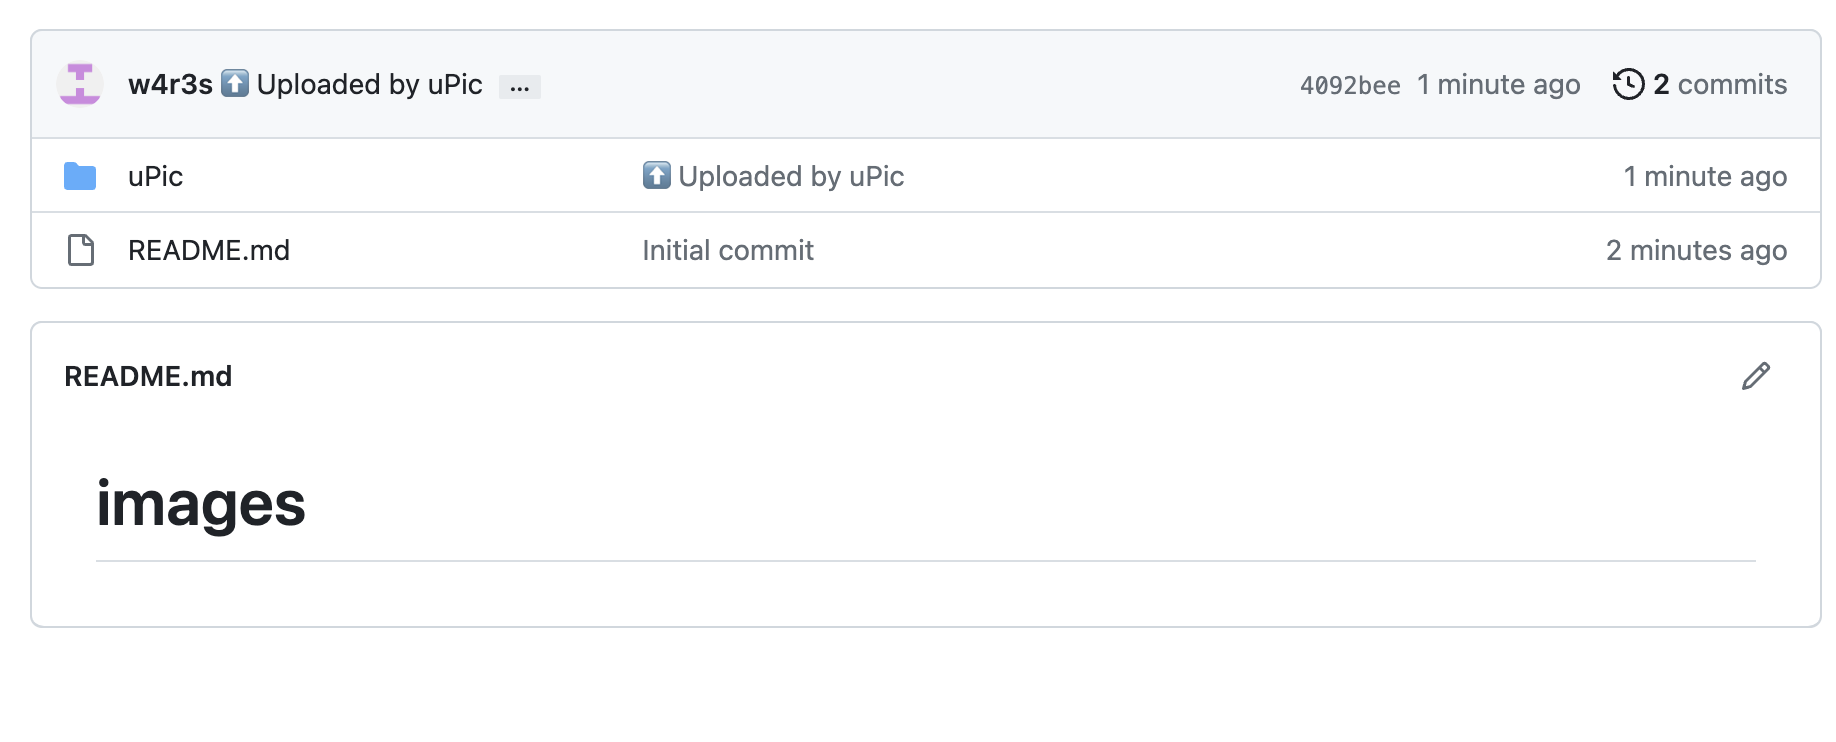 w4r3s ⬆️ Uploaded by uPic ... 4092bee 1 minute ago 2 commits
uPic ⬆️ Uploaded by uPic 1 minute ago
README.md Initial commit 2 minutes ago
README.md
images